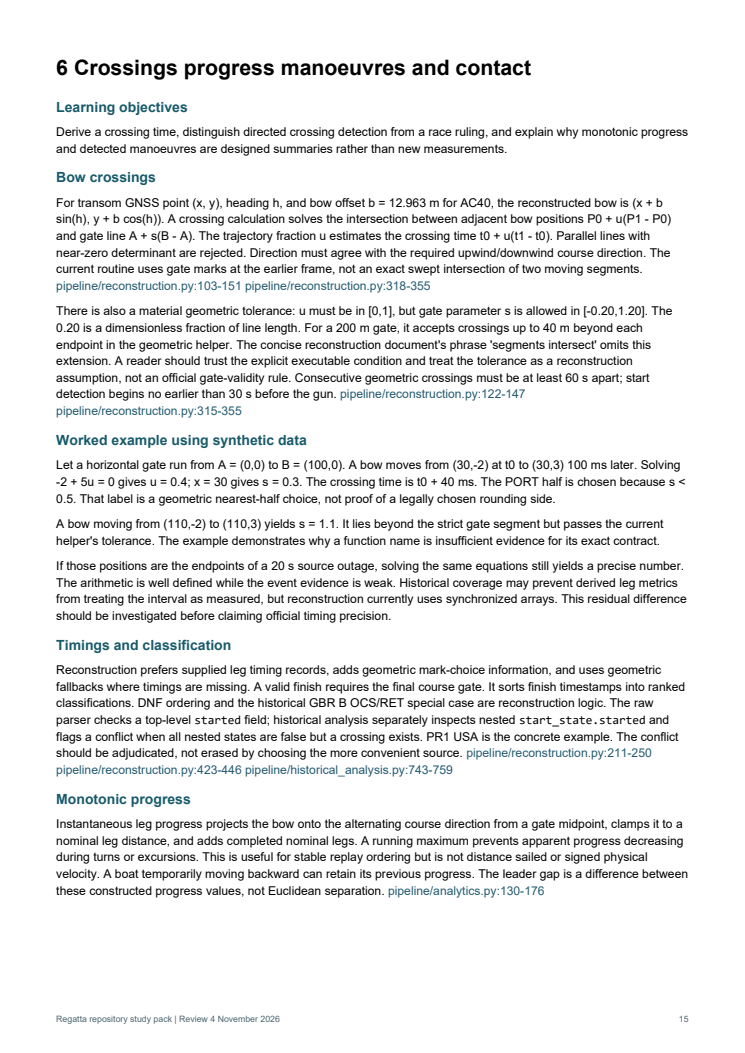 6 Crossings progress manoeuvres and contact
Learning objectives
Derive a crossing time, distinguish directed crossing detection from a race ruling, and explain why monotonic progress
and detected manoeuvres are designed summaries rather than new measurements.
Bow crossings
For transom GNSS point (x, y), heading h, and bow offset b = 12.963 m for AC40, the reconstructed bow is (x + b
sin(h), y + b cos(h)). A crossing calculation solves the intersection between adjacent bow positions P0 + u(P1 - P0)
and gate line A + s(B - A). The trajectory fraction u estimates the crossing time t0 + u(t1 - t0). Parallel lines with
near-zero determinant are rejected. Direction must agree with the required upwind/downwind course direction. The
current routine uses gate marks at the earlier frame, not an exact swept intersection of two moving segments.
pipeline/reconstruction.py:103-151 pipeline/reconstruction.py:318-355
There is also a material geometric tolerance: u must be in [0,1], but gate parameter s is allowed in [-0.20,1.20]. The
0.20 is a dimensionless fraction of line length. For a 200 m gate, it accepts crossings up to 40 m beyond each
endpoint in the geometric helper. The concise reconstruction document's phrase 'segments intersect' omits this
extension. A reader should trust the explicit executable condition and treat the tolerance as a reconstruction
assumption, not an official gate-validity rule. Consecutive geometric crossings must be at least 60 s apart; start
detection begins no earlier than 30 s before the gun. pipeline/reconstruction.py:122-147
pipeline/reconstruction.py:315-355
Worked example using synthetic data
Let a horizontal gate run from A = (0,0) to B = (100,0). A bow moves from (30,-2) at t0 to (30,3) 100 ms later. Solving
-2 + 5u = 0 gives u = 0.4; x = 30 gives s = 0.3. The crossing time is t0 + 40 ms. The PORT half is chosen because s <
0.5. That label is a geometric nearest-half choice, not proof of a legally chosen rounding side.
A bow moving from (110,-2) to (110,3) yields s = 1.1. It lies beyond the strict gate segment but passes the current
helper's tolerance. The example demonstrates why a function name is insufficient evidence for its exact contract.
If those positions are the endpoints of a 20 s source outage, solving the same equations still yields a precise number.
The arithmetic is well defined while the event evidence is weak. Historical coverage may prevent derived leg metrics
from treating the interval as measured, but reconstruction currently uses synchronized arrays. This residual difference
should be investigated before claiming official timing precision.
Timings and classification
Reconstruction prefers supplied leg timing records, adds geometric mark-choice information, and uses geometric
fallbacks where timings are missing. A valid finish requires the final course gate. It sorts finish timestamps into ranked
classifications. DNF ordering and the historical GBR B OCS/RET special case are reconstruction logic. The raw
parser checks a top-level started field; historical analysis separately inspects nested start_state.started and
flags a conflict when all nested states are false but a crossing exists. PR1 USA is the concrete example. The conflict
should be adjudicated, not erased by choosing the more convenient source. pipeline/reconstruction.py:211-250
pipeline/reconstruction.py:423-446 pipeline/historical_analysis.py:743-759
Monotonic progress
Instantaneous leg progress projects the bow onto the alternating course direction from a gate midpoint, clamps it to a
nominal leg distance, and adds completed nominal legs. A running maximum prevents apparent progress decreasing
during turns or excursions. This is useful for stable replay ordering but is not distance sailed or signed physical
velocity. A boat temporarily moving backward can retain its previous progress. The leader gap is a difference between
these constructed progress values, not Euclidean separation. pipeline/analytics.py:130-176
Regatta repository study pack | Review 4 November 2026
15